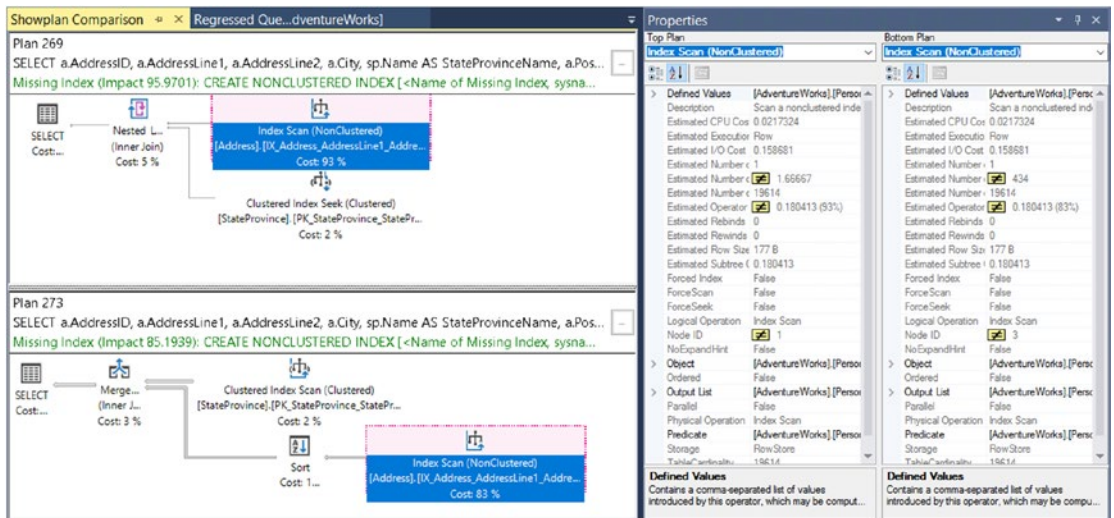 Showplan Comparison
Regressed Que...dventureWorks]
Plan 269
SELECT a.AddressID, a.AddressLine1, a.AddressLine2, a.City, sp.Name AS StateProvinceName, a.Pos...
Missing Index (Impact 95.9701): CREATE NONCLUSTERED INDEX [<Name of Missing Index, sysna...
SELECT
Cost:...
Nested L...
(Inner Join)
Cost: 5 %
Index Scan (NonClustered)
[Address].[IX_Address_AddressLine1_Addre...
Cost: 93 %
Clustered Index Seek (Clustered)
[StateProvince].[PK_StateProvince_StatePr...
Cost: 2 %
Plan 273
SELECT a.AddressID, a.AddressLine1, a.AddressLine2, a.City, sp.Name AS StateProvinceName, a.Pos...
Missing Index (Impact 85.1939): CREATE NONCLUSTERED INDEX [<Name of Missing Index, sysna...
SELECT
Cost:...
Merge...
(Inner J...
Cost: 3 %
Clustered Index Scan (Clustered)
[StateProvince].[PK_StateProvince_StatePr...
Cost: 2 %
Sort
Cost: 1...
Index Scan (NonClustered)
[Address].[IX_Address_AddressLine1_Addre...
Cost: 83 %
Properties
Top Plan
Index Scan (NonClustered)
Defined Values [AdventureWorks].[Persc
Description Scan a nonclustered inde
Estimated CPU Cos 0.0217324
Estimated Execution Row
Estimated I/O Cost 0.158681
Estimated Number 1
Estimated Number ≠ 1.66667
Estimated Number 19614
Estimated Operator ≠ 0.180413 (93%)
Estimated Rebinds 0
Estimated Rewinds 0
Estimated Row Size 177 B
Estimated Subtree 0.180413
Forced Index False
ForceScan False
ForceSeek False
Logical Operation Index Scan
Node ID ≠ 1
NoExpandHint False
Object [AdventureWorks].[Persor
Ordered False
Output List [AdventureWorks].[Persor
Parallel False
Physical Operation Index Scan
Predicate [AdventureWorks].[Persor
Storage RowStore
TableCardinality 19614
Defined Values
Contains a comma-separated list of values
introduced by this operator, which may be comput...
Bottom Plan
Index Scan (NonClustered)
Defined Values [AdventureWorks].[Persc
Description Scan a nonclustered ind
Estimated CPU Cos 0.0217324
Estimated Executio Row
Estimated I/O Cost 0.158681
Estimated Number 1
Estimated Number ≠ 434
Estimated Number 19614
Estimated Operator ≠ 0.180413 (83%)
Estimated Rebinds 0
Estimated Rewinds 0
Estimated Row Size 177 B
Estimated Subtree 0.180413
Forced Index False
ForceScan False
ForceSeek False
Logical Operation Index Scan
Node ID ≠ 3
NoExpandHint False
Object [AdventureWorks].[Perso
Ordered False
Output List [AdventureWorks].[Perso
Parallel False
Physical Operation Index Scan
Predicate [AdventureWorks].[Perso
Storage RowStore
TableCardinality 19614
Defined Values
Contains a comma-separated list of values
introduced by this operator, which may be compu...